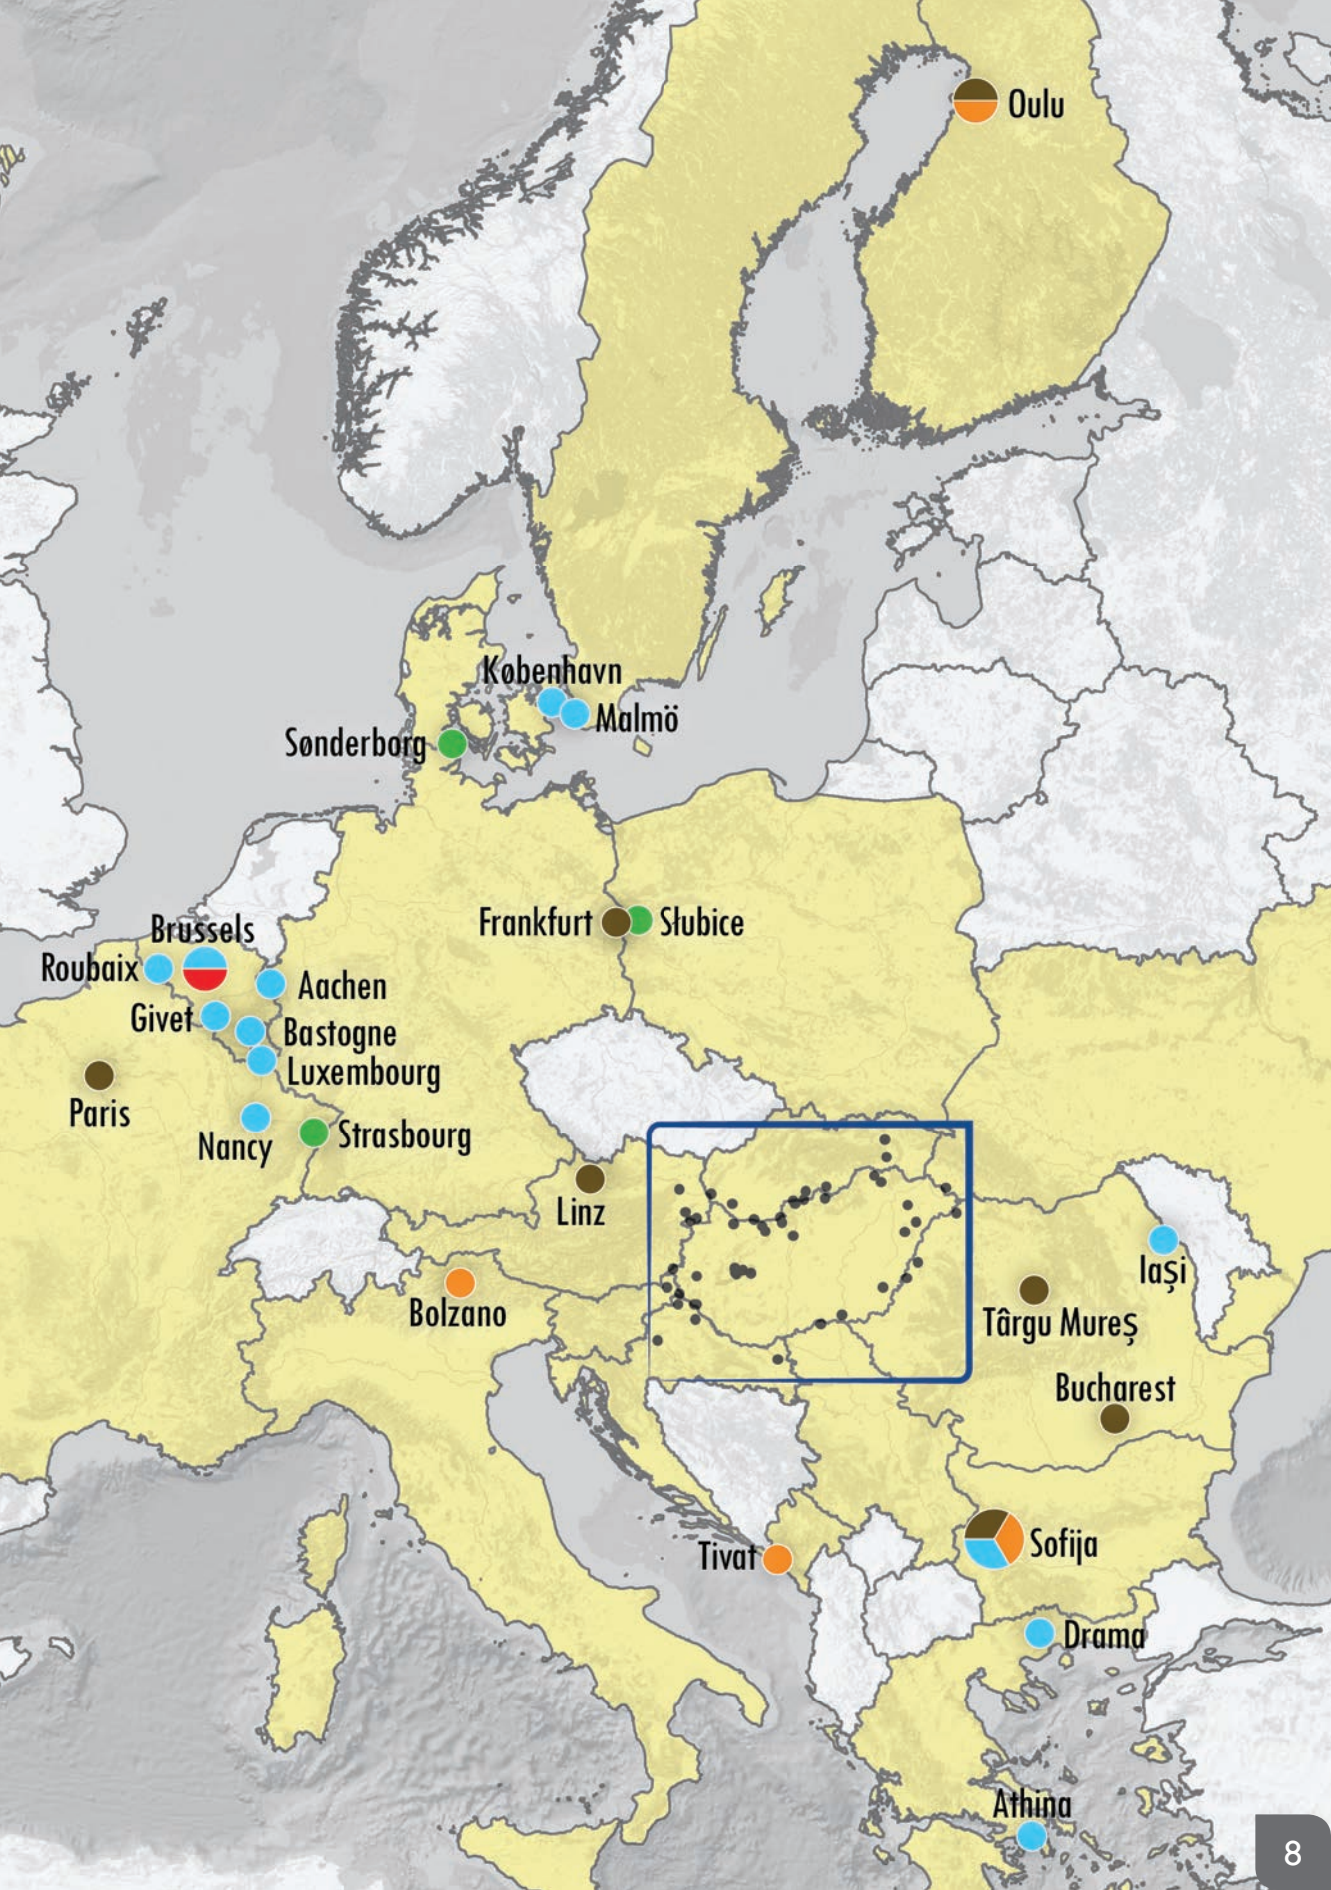 Oulu
København
Malmö
Sønderborg
Frankfurt
Słubice
Brussels
Roubaix
Aachen
Givet
Bastogne
Luxembourg
Paris
Nancy
Strasbourg
Linz
Iași
Bolzano
Târgu Mureș
Bucharest
Tivat
Sofija
Drama
Athina
8